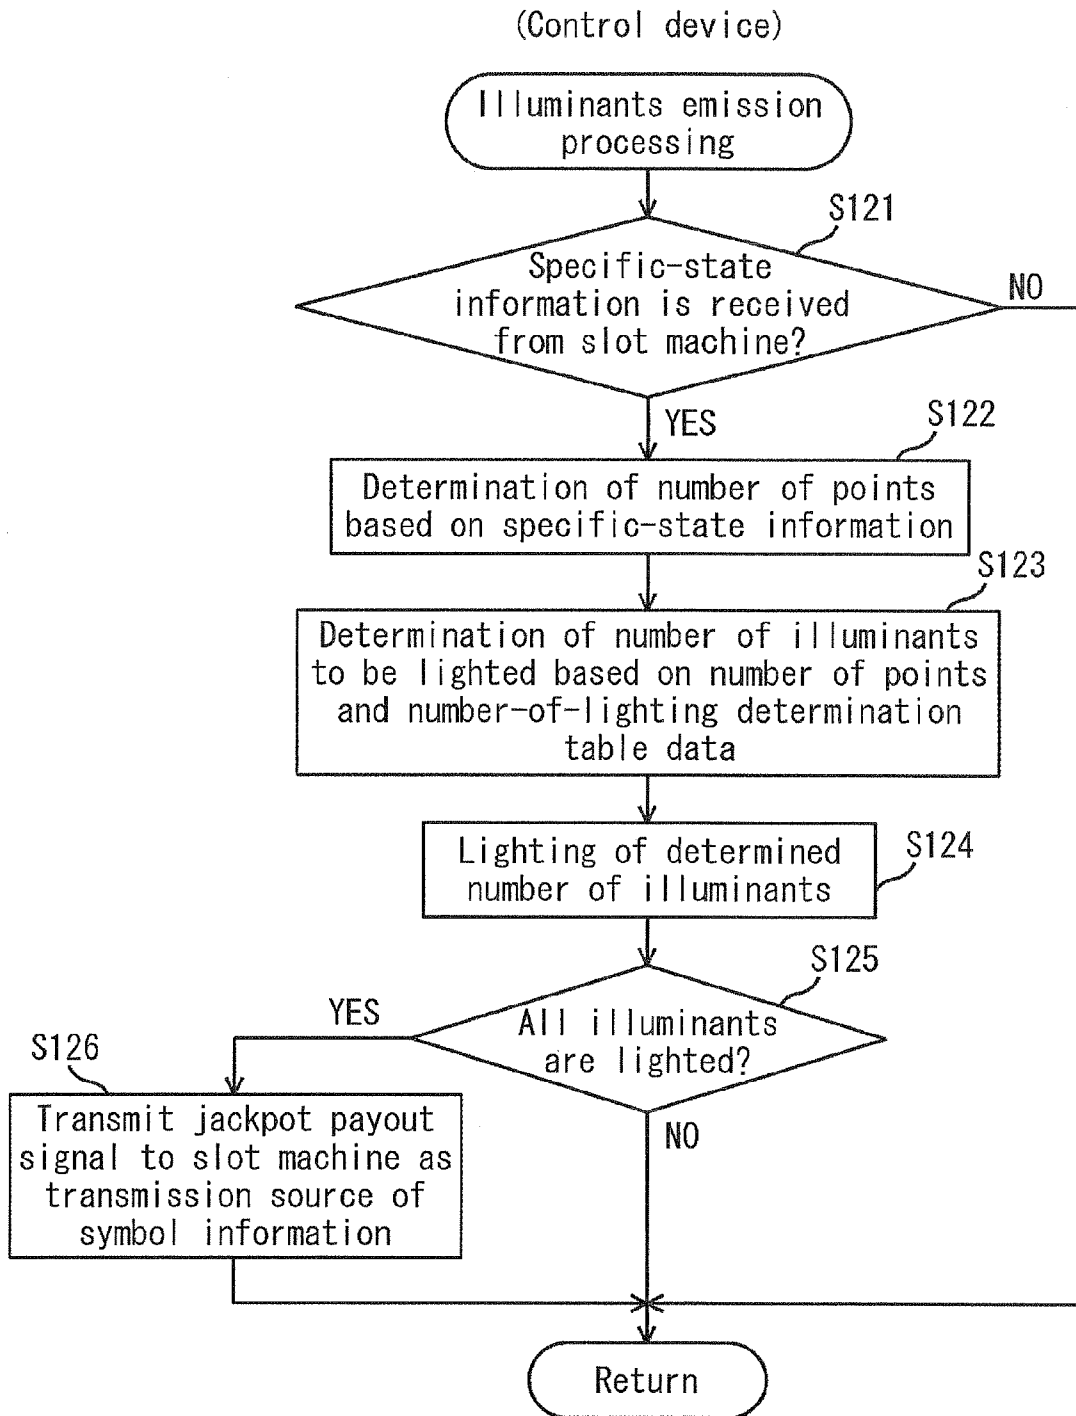 (Control device)
Illuminants emission
processing
S121
Specific-state
information is received
from slot machine?
NO
YES
S122
Determination of number of points
based on specific-state information
S123
Determination of number of illuminants
to be lighted based on number of points
and number-of-lighting determination
table data
Lighting of determined
number of illuminants
S124
S125
All illuminants
are lighted?
YES
S126
Transmit jackpot payout
signal to slot machine as
transmission source of
symbol information
NO
Return